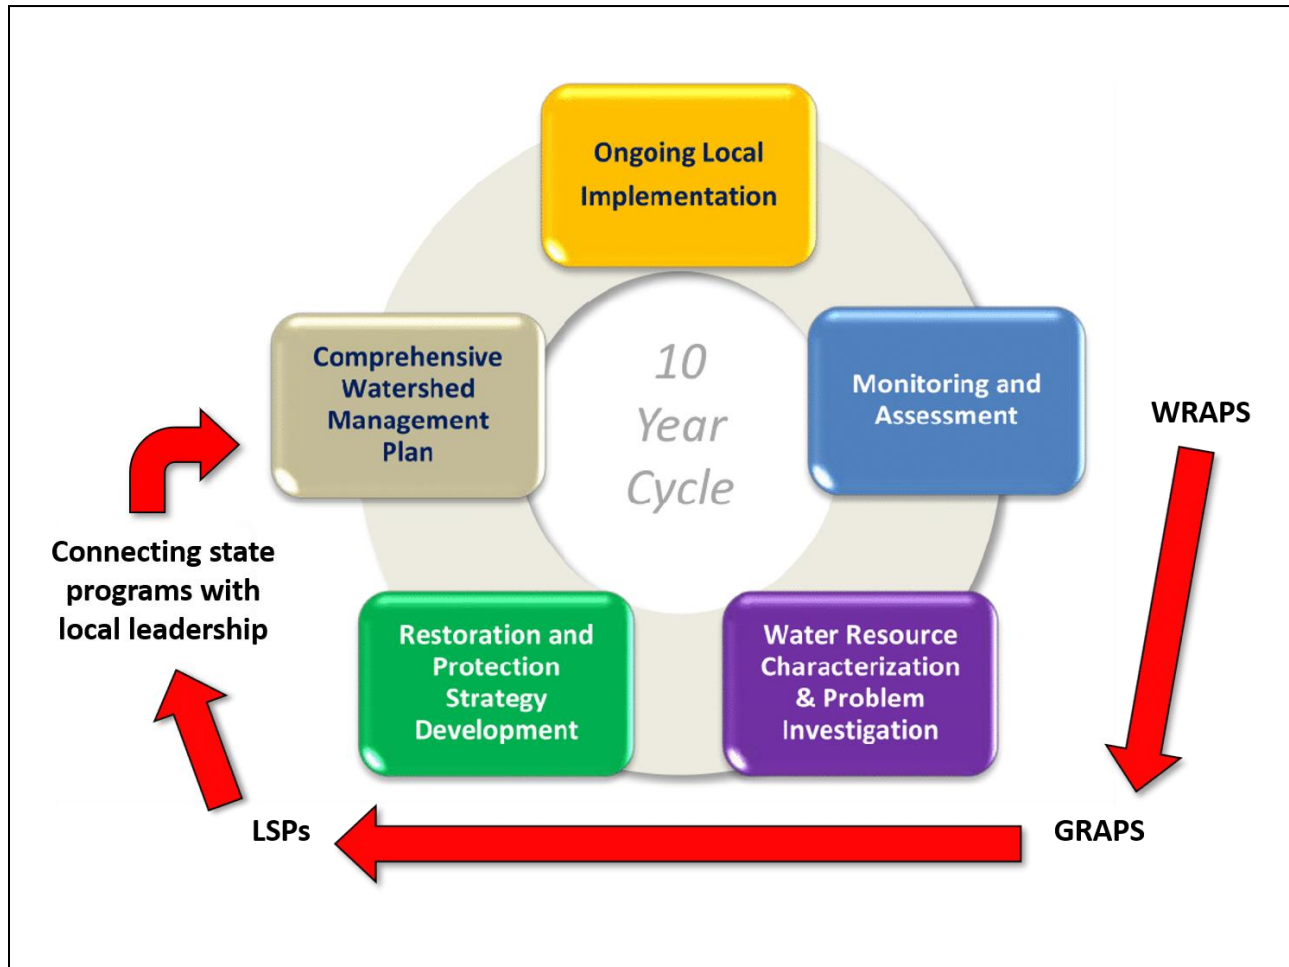 Ongoing Local
Implementation
Comprehensive
Watershed
Management
Plan
10
Year
Cycle
Monitoring and
Assessment
WRAPS
Connecting state
programs with
local leadership
Restoration and
Protection
Strategy
Development
Water Resource
Characterization
& Problem
Investigation
LSPs
GRAPS